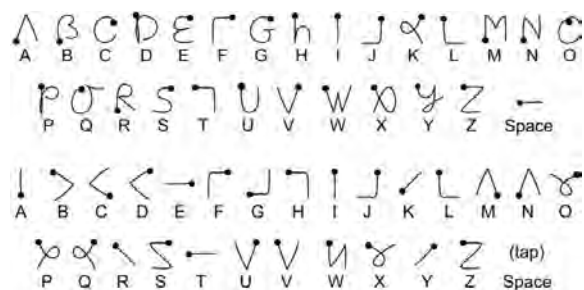 A B C D E F G H I J K L M N O
P Q R S T U V W X Y Z Space
A B C D E F G H I J K L M N O
P Q R S T U V W X Y Z (tap) Space